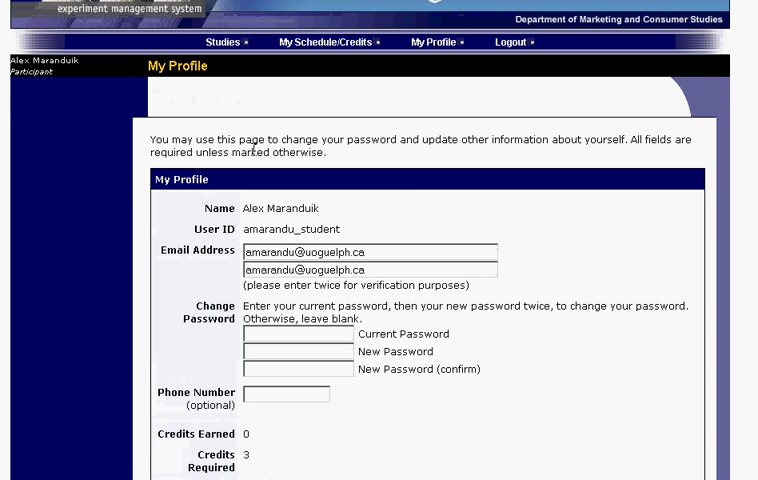 experiment management system
Department of Marketing and Consumer Studies
Studies My Schedule/Credits My Profile Logout
Alex Maranduik
Participant
My Profile
You may use this page to change your password and update other information about yourself. All fields are
required unless marked otherwise.
My Profile
Name Alex Maranduik
User ID amarandu_student
Email Address amarandu@uoguelph.ca
amarandu@uoguelph.ca
(please enter twice for verification purposes)
Change Password Enter your current password, then your new password twice, to change your password.
Otherwise, leave blank.
Current Password
New Password
New Password (confirm)
Phone Number
(optional)
Credits Earned 0
Credits 3
Required